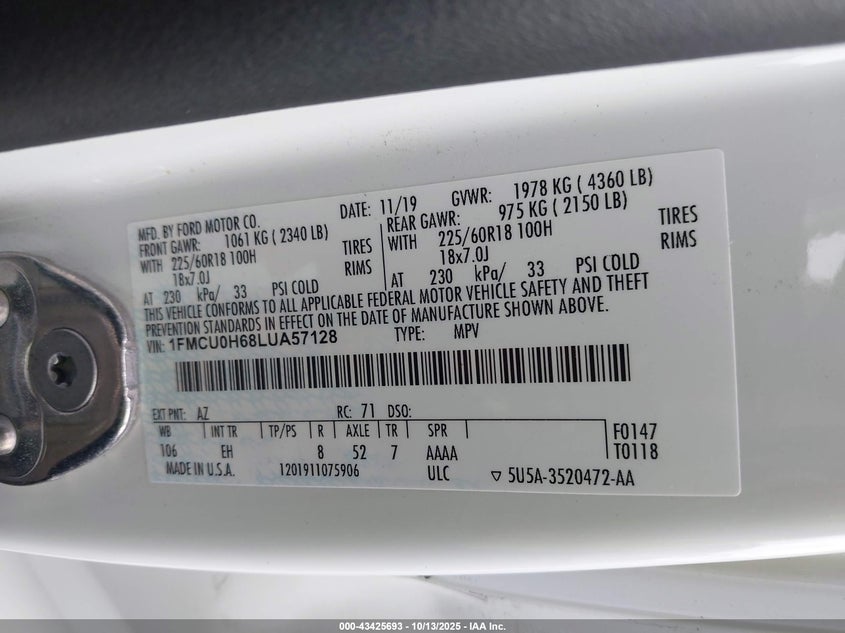 MFD. BY FORD MOTOR CO.
DATE: 11/19 GVWR: 1978 KG ( 4360 LB)
FRONT GAWR: 1061 KG ( 2340 LB)
WITH 225/60R18 100H TIRES
18x7.0J RIMS
AT 230 kPa/ 33 PSI COLD
REAR GAWR: 975 KG ( 2150 LB)
WITH 225/60R18 100H TIRES
18x7.0J RIMS
AT 230 kPa/ 33 PSI COLD
THIS VEHICLE CONFORMS TO ALL APPLICABLE FEDERAL MOTOR VEHICLE SAFETY AND THEFT
PREVENTION STANDARDS IN EFFECT ON THE DATE OF MANUFACTURE SHOWN ABOVE.
VIN: 1FMCU0H68LUA57128 TYPE: MPV
EXT PNT: AZ RC: 71 DSO:
WB INT TR TP/PS R AXLE TR SPR
106 EH 8 52 7 AAAA
F0147
T0118
MADE IN U.S.A. 1201911075906 ULC ▽ 5U5A-3520472-AA
000-43425693 - 10/13/2025 - IAA Inc.